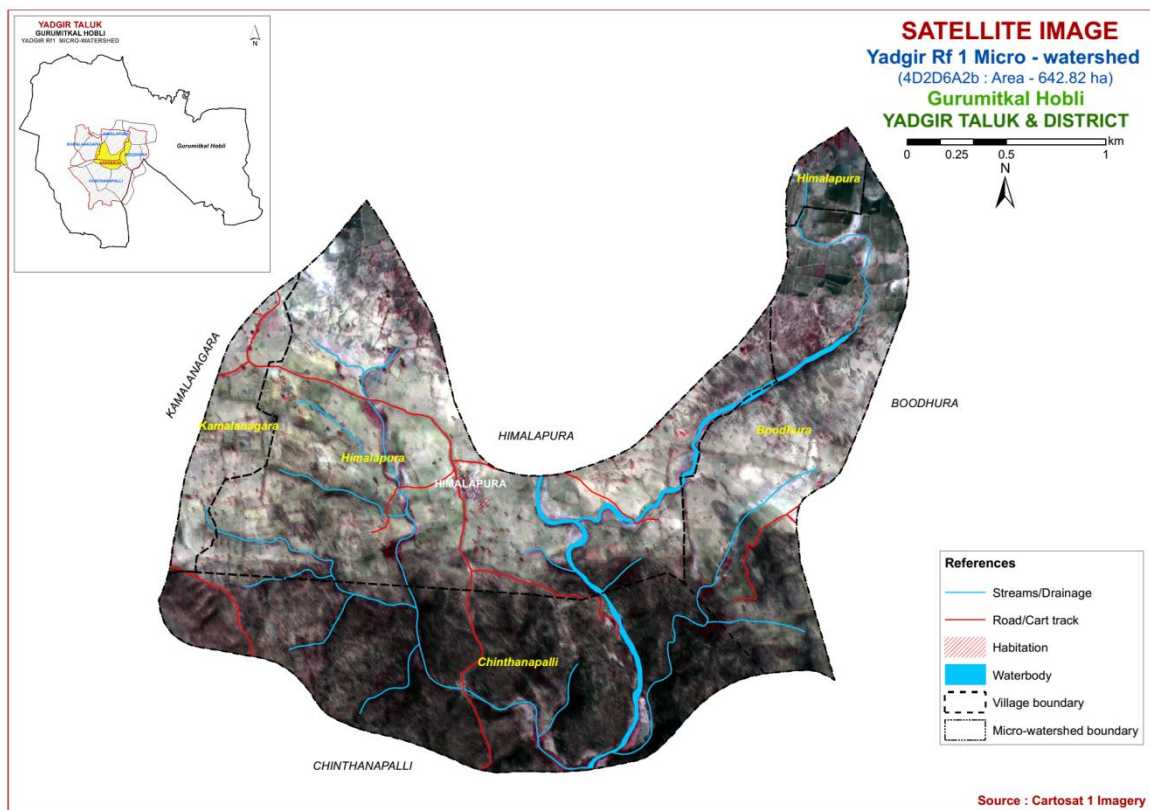 YADGIR TALUK
GURUMITKAL HOBLI
YADGIR Rf1 MICRO-WATERSHED
N
HIMALAPURA
KAMALANAGARA
BOODHURA
CHINTHANAPALLI
Gurumitkal Hobli
SATELLITE IMAGE
Yadgir Rf 1 Micro - watershed
(4D2D6A2b : Area - 642.82 ha)
Gurumitkal Hobli
YADGIR TALUK & DISTRICT
km
0 0.25 0.5 1
N
Himalapura
KAMALANAGARA
BOODHURA
Kamalanagara
HIMALAPURA
Boodhura
Himalapura
HIMALAPURA
Chinthanapalli
CHINTHANAPALLI
References
Streams/Drainage
Road/Cart track
Habitation
Waterbody
Village boundary
Micro-watershed boundary
Source : Cartosat 1 Imagery